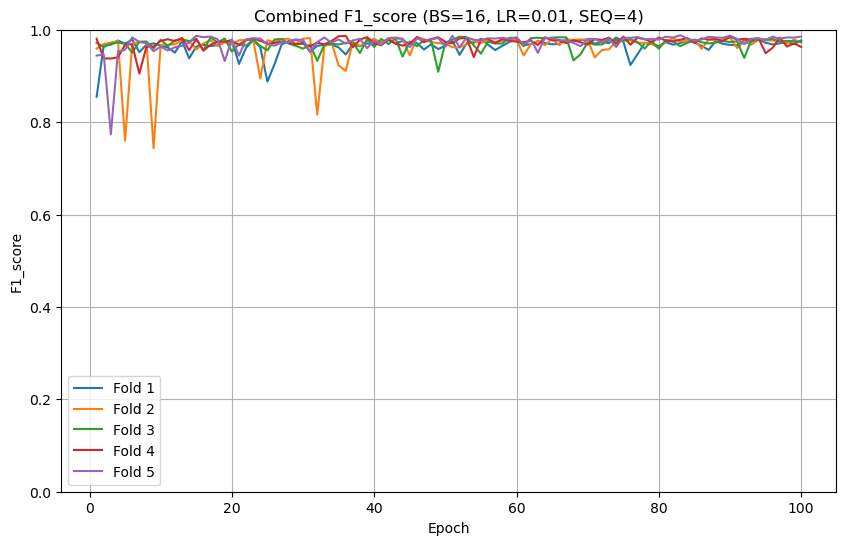 Combined F1_score (BS=16, LR=0.01, SEQ=4)
1.0
0.8
0.6
0.4
0.2
0.0
F1_score
Fold 1
Fold 2
Fold 3
Fold 4
Fold 5
0 20 40 60 80 100
Epoch